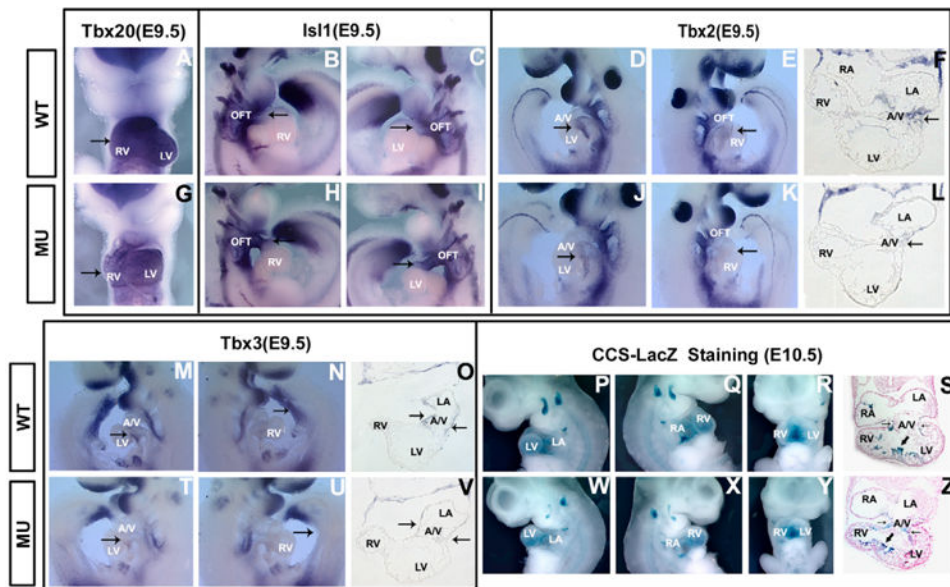 Tbx20(E9.5)
Isl1(E9.5)
Tbx2(E9.5)
WT
A
B
C
D
E
F
RV
LV
OFT
RV
OFT
LV
A/V
LV
OFT
RV
RA
LA
RV
A/V
LV
MU
G
H
I
J
K
L
RV
LV
OFT
RV
OFT
LV
A/V
LV
OFT
RV
LA
RV
A/V
LV
Tbx3(E9.5)
CCS-LacZ Staining (E10.5)
WT
M
N
O
P
Q
R
S
A/V
LV
RV
LA
A/V
RV
LV
LV
LA
RV
RA
RV
LV
RA
LA
A/V
RV
LV
MU
T
U
V
W
X
Y
Z
A/V
LV
RV
LA
A/V
RV
LV
LV
LA
RV
RA
RV
LV
RA
LA
A/V
RV
LV